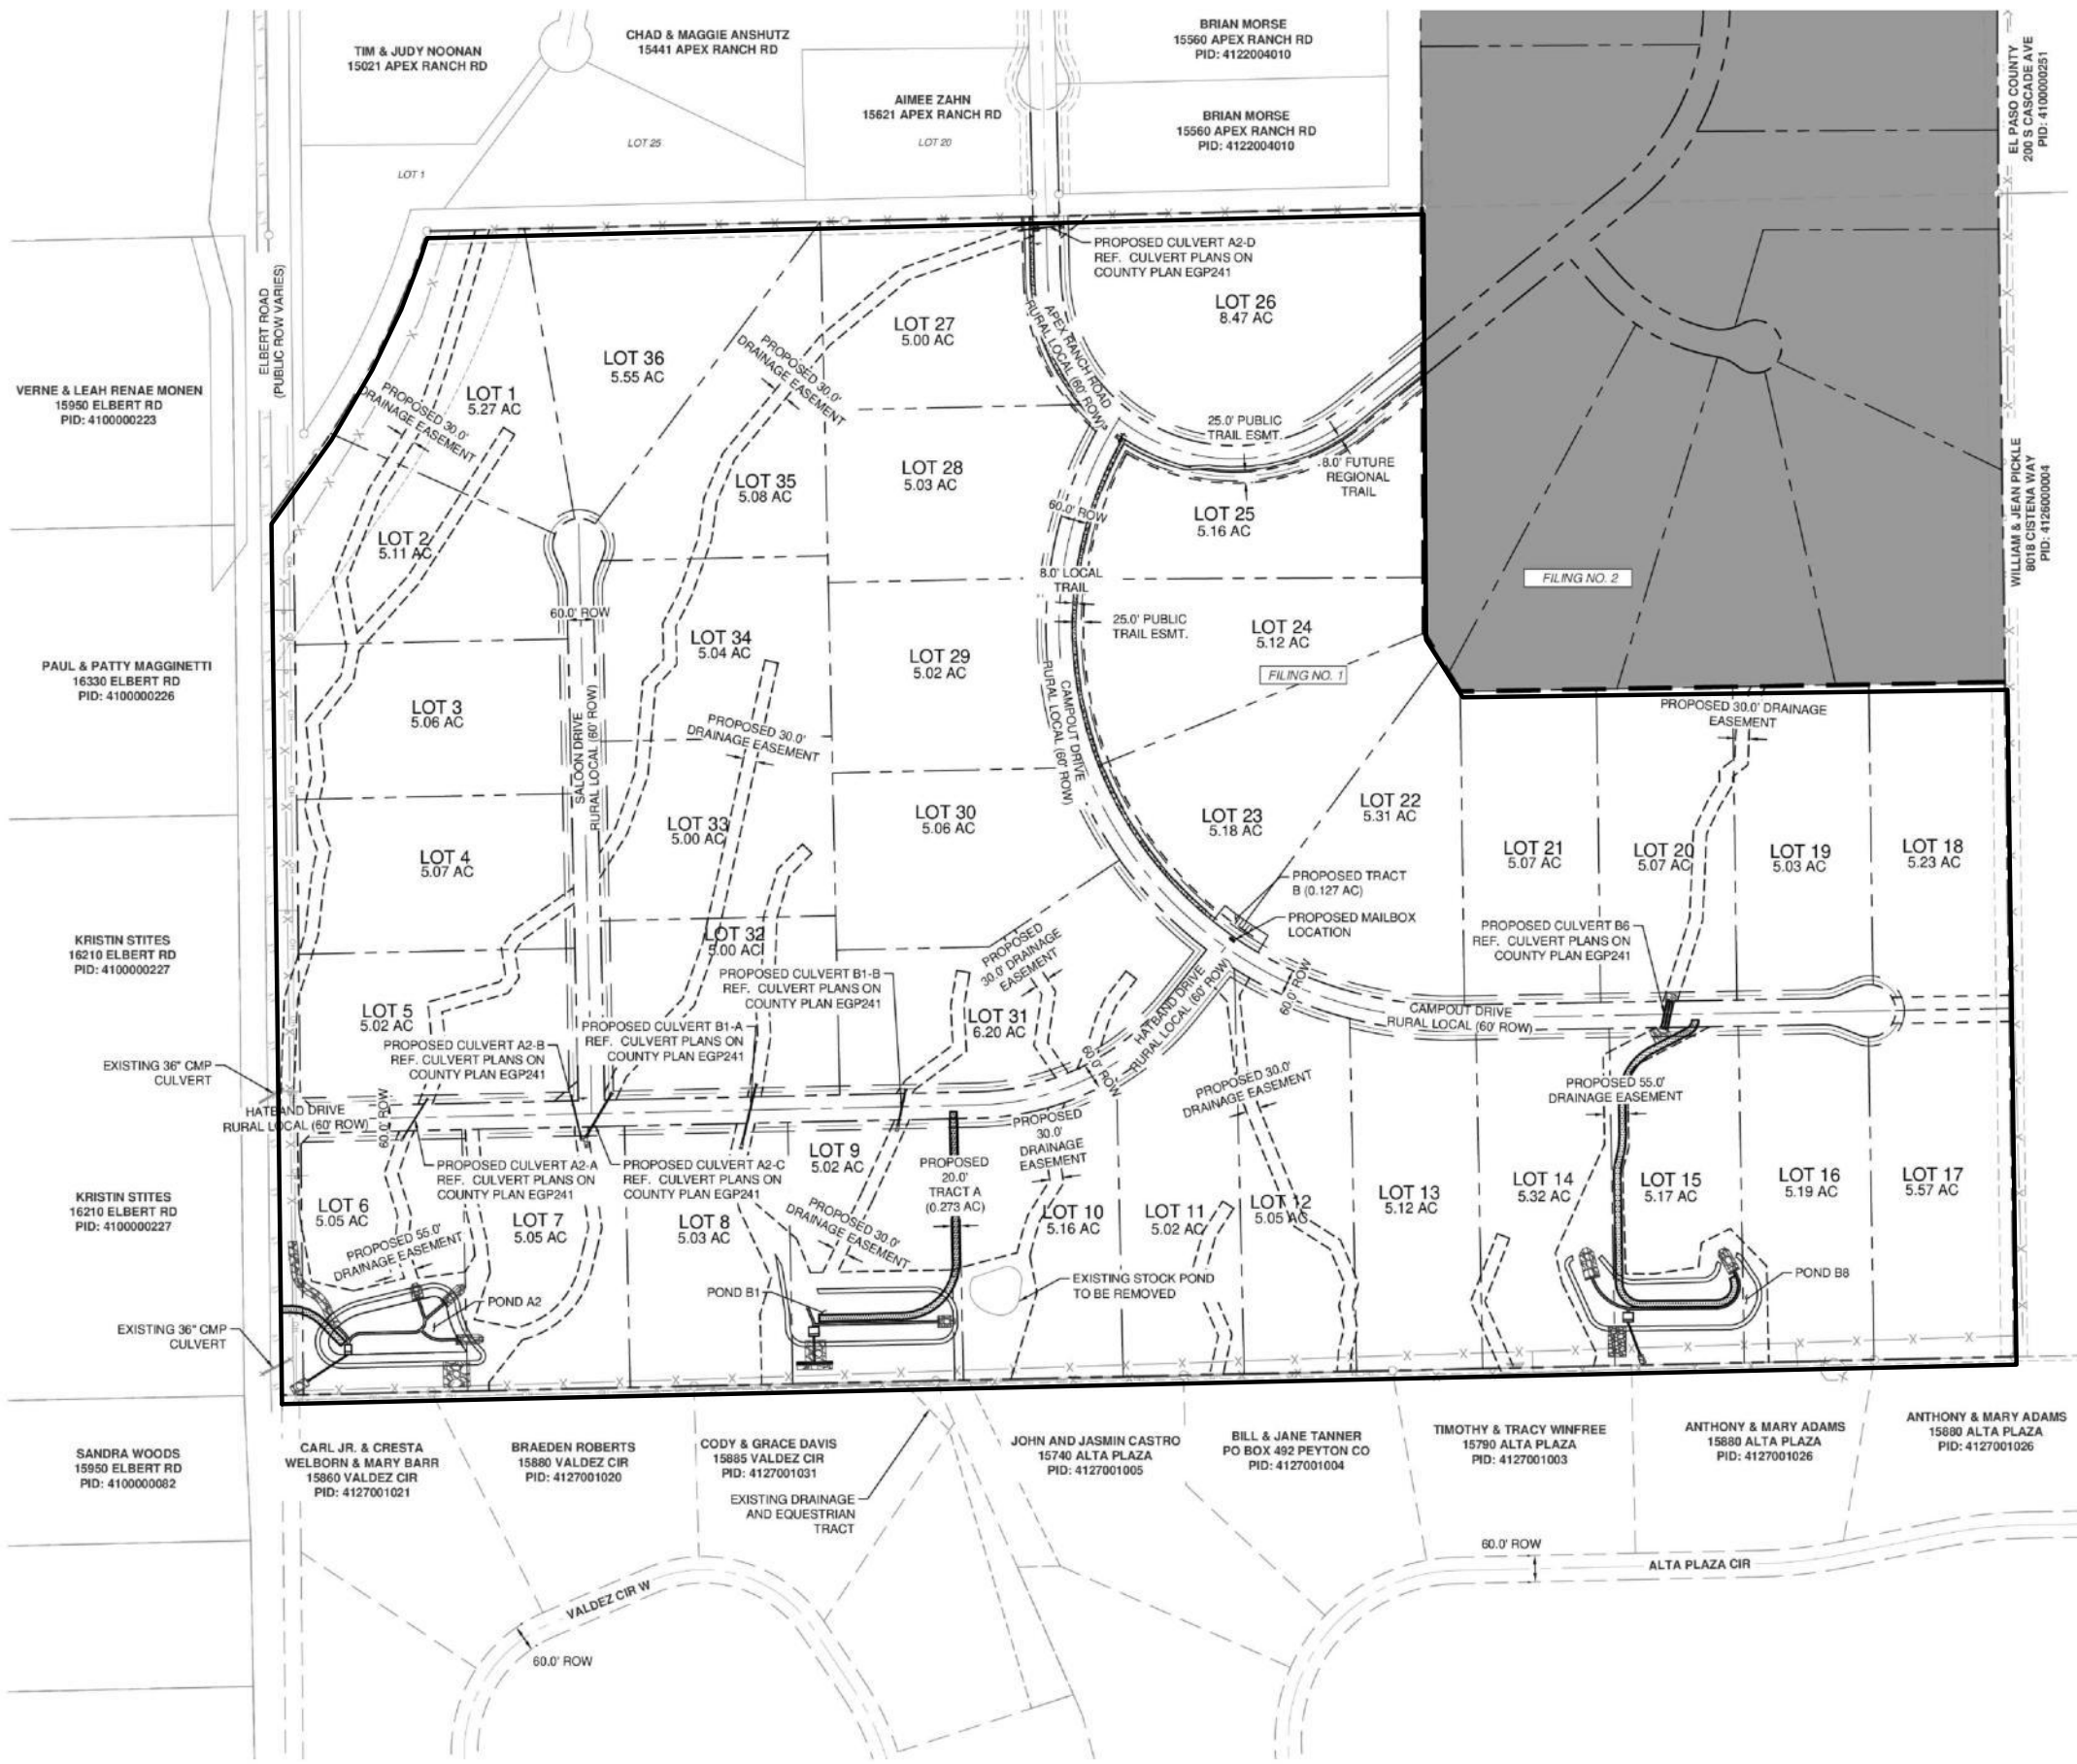 TIM & JUDY NOONAN
15021 APEX RANCH RD
CHAD & MAGGIE ANSHUTZ
15441 APEX RANCH RD
BRIAN MORSE
15560 APEX RANCH RD
PID: 4122004010
AIMEE ZAHN
15621 APEX RANCH RD
BRIAN MORSE
15560 APEX RANCH RD
PID: 4122004010
EL PASO COUNTY
200 S CASCADE AVE
PID: 4100000251
LOT 1
LOT 25
LOT 20
ELBERT ROAD
(PUBLIC ROW VARIES)
PROPOSED CULVERT A2-D
REF. CULVERT PLANS ON
COUNTY PLAN EGP241
LOT 26
8.47 AC
LOT 27
5.00 AC
APEX RANCH ROAD
RURAL LOCAL (60' ROW)
LOT 36
5.55 AC
PROPOSED 30.0'
DRAINAGE EASEMENT
VERNE & LEAH RENAE MONEN
15950 ELBERT RD
PID: 4100000223
LOT 1
5.27 AC
PROPOSED 30.0'
DRAINAGE EASEMENT
25.0' PUBLIC
TRAIL ESMT.
8.0' FUTURE
REGIONAL
TRAIL
LOT 35
5.08 AC
LOT 28
5.03 AC
60.0' ROW
LOT 25
5.16 AC
WILLIAM & JEAN PICKLE
8018 CISTENA WAY
PID: 4126000004
LOT 2
5.11 AC
8.0' LOCAL
TRAIL
FILING NO. 2
60.0' ROW
25.0' PUBLIC
TRAIL ESMT.
LOT 34
5.04 AC
LOT 29
5.02 AC
LOT 24
5.12 AC
FILING NO. 1
PAUL & PATTY MAGGINETTI
16330 ELBERT RD
PID: 4100000226
LOT 3
5.06 AC
SALOON DRIVE
RURAL LOCAL (60' ROW)
PROPOSED 30.0'
DRAINAGE EASEMENT
CAMPOUT DRIVE
RURAL LOCAL (60' ROW)
PROPOSED 30.0' DRAINAGE
EASEMENT
LOT 4
5.07 AC
LOT 33
5.00 AC
LOT 30
5.06 AC
LOT 23
5.18 AC
LOT 22
5.31 AC
LOT 21
5.07 AC
LOT 20
5.07 AC
LOT 19
5.03 AC
LOT 18
5.23 AC
PROPOSED TRACT
B (0.127 AC)
PROPOSED MAILBOX
LOCATION
PROPOSED CULVERT B6
REF. CULVERT PLANS ON
COUNTY PLAN EGP241
KRISTIN STITES
16210 ELBERT RD
PID: 4100000227
LOT 32
5.00 AC
PROPOSED
30.0' DRAINAGE
EASEMENT
PROPOSED CULVERT B1-B
REF. CULVERT PLANS ON
COUNTY PLAN EGP241
LOT 5
5.02 AC
LOT 31
6.20 AC
HATBAND DRIVE
RURAL LOCAL (60' ROW)
60.0' ROW
CAMPOUT DRIVE
RURAL LOCAL (60' ROW)
PROPOSED CULVERT B1-A
REF. CULVERT PLANS ON
COUNTY PLAN EGP241
PROPOSED CULVERT A2-B
REF. CULVERT PLANS ON
COUNTY PLAN EGP241
EXISTING 36" CMP
CULVERT
60.0' ROW
PROPOSED 30.0'
DRAINAGE EASEMENT
PROPOSED 55.0'
DRAINAGE EASEMENT
HATBAND DRIVE
RURAL LOCAL (60' ROW)
60.0' ROW
PROPOSED CULVERT A2-A
REF. CULVERT PLANS ON
COUNTY PLAN EGP241
PROPOSED CULVERT A2-C
REF. CULVERT PLANS ON
COUNTY PLAN EGP241
LOT 9
5.02 AC
PROPOSED
20.0'
TRACT A
(0.273 AC)
PROPOSED
30.0'
DRAINAGE
EASEMENT
KRISTIN STITES
16210 ELBERT RD
PID: 4100000227
LOT 6
5.05 AC
LOT 7
5.05 AC
LOT 8
5.03 AC
PROPOSED 30.0'
DRAINAGE EASEMENT
LOT 10
5.16 AC
LOT 11
5.02 AC
LOT 12
5.05 AC
LOT 13
5.12 AC
LOT 14
5.32 AC
LOT 15
5.17 AC
LOT 16
5.19 AC
LOT 17
5.57 AC
PROPOSED 55.0'
DRAINAGE EASEMENT
POND A2
POND B1
EXISTING STOCK POND
TO BE REMOVED
POND B8
EXISTING 36" CMP
CULVERT
SANDRA WOODS
15950 ELBERT RD
PID: 4100000082
CARL JR. & CRESTA
WELBORN & MARY BARR
15860 VALDEZ CIR
PID: 4127001021
BRAEDEN ROBERTS
15880 VALDEZ CIR
PID: 4127001020
CODY & GRACE DAVIS
15885 VALDEZ CIR
PID: 4127001031
JOHN AND JASMIN CASTRO
15740 ALTA PLAZA
PID: 4127001005
BILL & JANE TANNER
PO BOX 492 PEYTON CO
PID: 4127001004
TIMOTHY & TRACY WINFREE
15790 ALTA PLAZA
PID: 4127001003
ANTHONY & MARY ADAMS
15880 ALTA PLAZA
PID: 4127001026
ANTHONY & MARY ADAMS
15880 ALTA PLAZA
PID: 4127001026
EXISTING DRAINAGE
AND EQUESTRIAN
TRACT
VALDEZ CIR W
60.0' ROW
60.0' ROW
ALTA PLAZA CIR